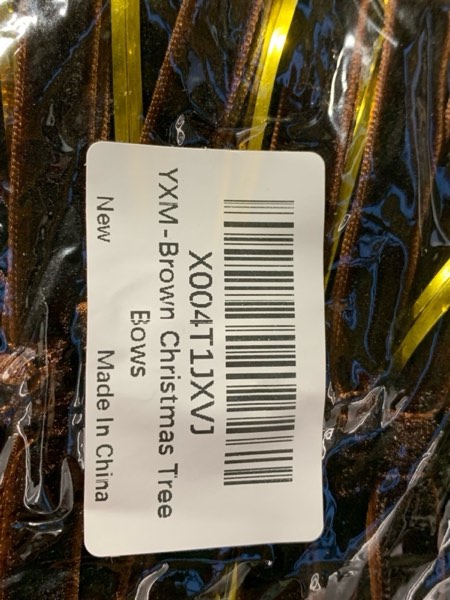 X004T1JXVJ
YXM-Brown Christmas Tree
Bows
New Made In China